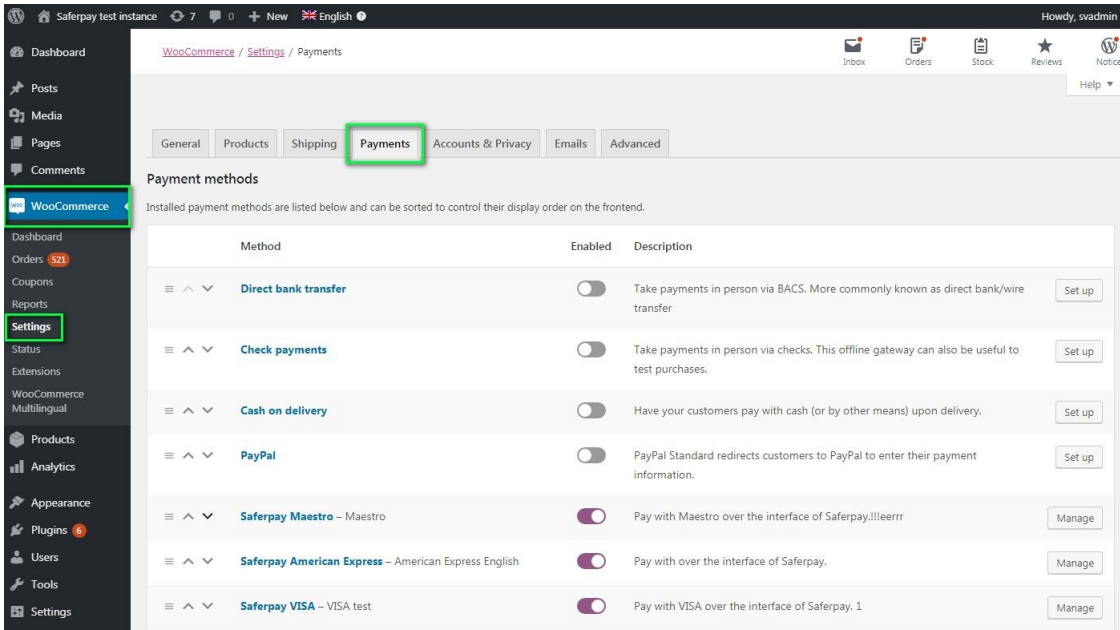 Saferpay test instance 7 0 + New English
Howdy, svadmin
Dashboard
Posts
Media
Pages
Comments
WooCommerce
Dashboard
Orders 521
Coupons
Reports
Settings
Status
Extensions
WooCommerce
Multilingual
Products
Analytics
Appearance
Plugins 6
Users
Tools
Settings
WooCommerce / Settings / Payments
Inbox
Orders
Stock
Reviews
Notice
Help
General Products Shipping Payments Accounts & Privacy Emails Advanced
Payment methods
Installed payment methods are listed below and can be sorted to control their display order on the frontend.
Method Enabled Description
Direct bank transfer
Take payments in person via BACS. More commonly known as direct bank/wire
transfer
Set up
Check payments
Take payments in person via checks. This offline gateway can also be useful to
test purchases.
Set up
Cash on delivery
Have your customers pay with cash (or by other means) upon delivery.
Set up
PayPal
PayPal Standard redirects customers to PayPal to enter their payment
information.
Set up
Saferpay Maestro – Maestro
Pay with Maestro over the interface of Saferpay.!!!eerrr
Manage
Saferpay American Express – American Express English
Pay with over the interface of Saferpay.
Manage
Saferpay VISA – VISA test
Pay with VISA over the interface of Saferpay. 1
Manage